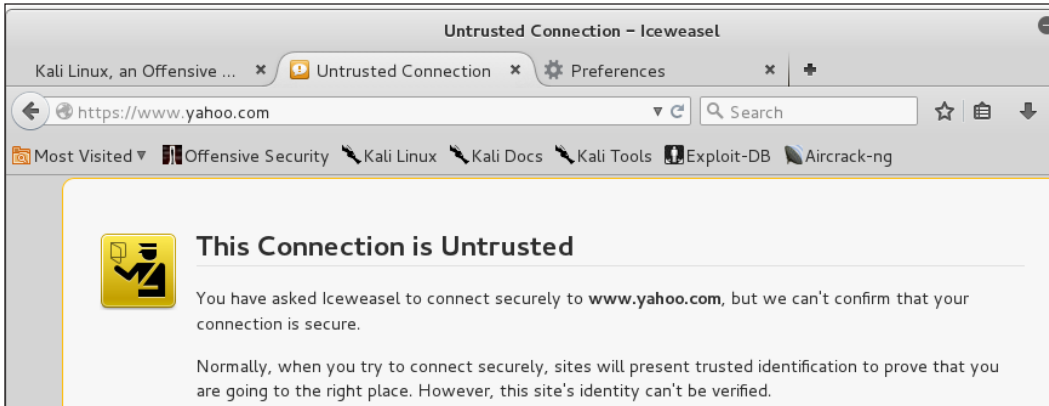 Untrusted Connection – Iceweasel
Kali Linux, an Offensive ... Untrusted Connection Preferences
https://www.yahoo.com Search
Most Visited Offensive Security Kali Linux Kali Docs Kali Tools Exploit-DB Aircrack-ng
This Connection is Untrusted
You have asked Iceweasel to connect securely to www.yahoo.com, but we can't confirm that your
connection is secure.
Normally, when you try to connect securely, sites will present trusted identification to prove that you
are going to the right place. However, this site's identity can't be verified.